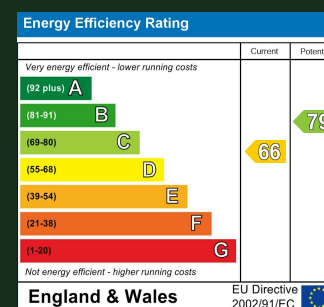 Energy Efficiency Rating
Current
Very energy efficient - lower running costs
(92 plus) A
(81-91) B
79
(69-80) C
66
(55-68) D
(39-54) E
(21-38) F
(1-20) G
Not energy efficient - higher running costs
England & Wales
EU Directive
2002/91/EC